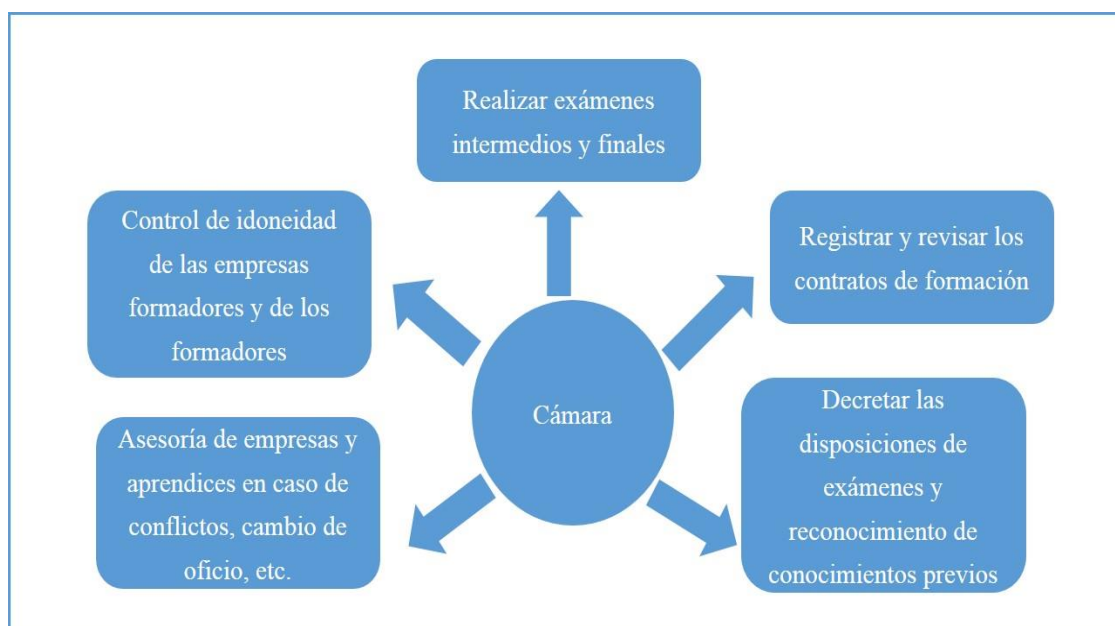 Realizar exámenes
intermedios y finales
Control de idoneidad
de las empresas
formadores y de los
formadores
Registrar y revisar los
contratos de formación
Cámara
Asesoría de empresas y
aprendices en caso de
conflictos, cambio de
oficio, etc.
Decretar las
disposiciones de
exámenes y
reconocimiento de
conocimientos previos